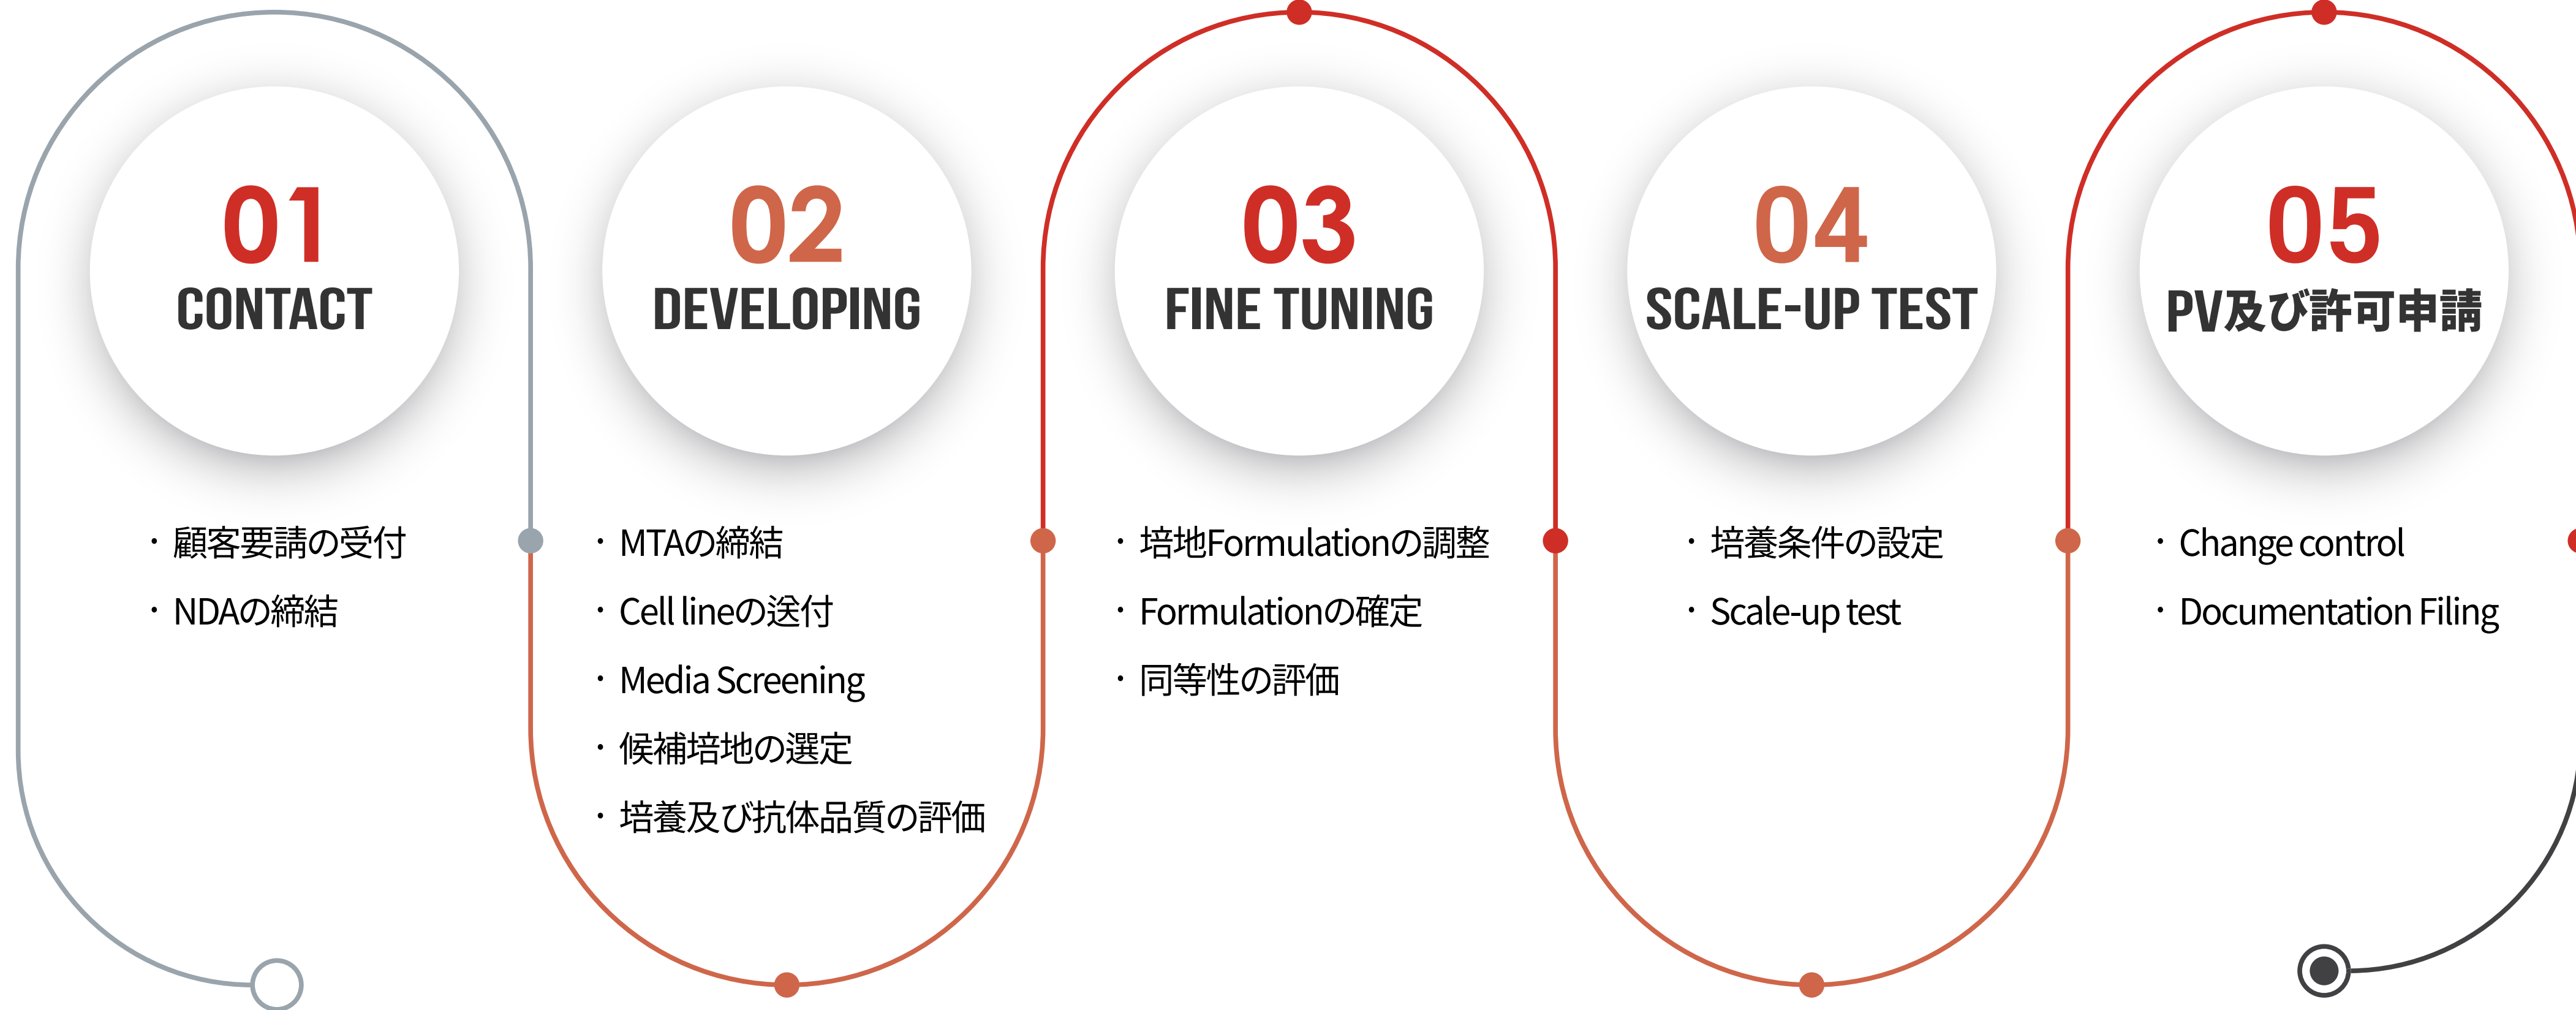 01
CONTACT
・顧客要請の受付
・NDAの締結
02
DEVELOPING
・MTAの締結
・Cell lineの送付
・Media Screening
・候補培地の選定
・培養及び抗体品質の評価
03
FINE TUNING
・培地Formulationの調整
・Formulationの確定
・同等性の評価
04
SCALE-UP TEST
・培養条件の設定
・Scale-up test
05
PV及び許可申請
・Change control
・Documentation Filing